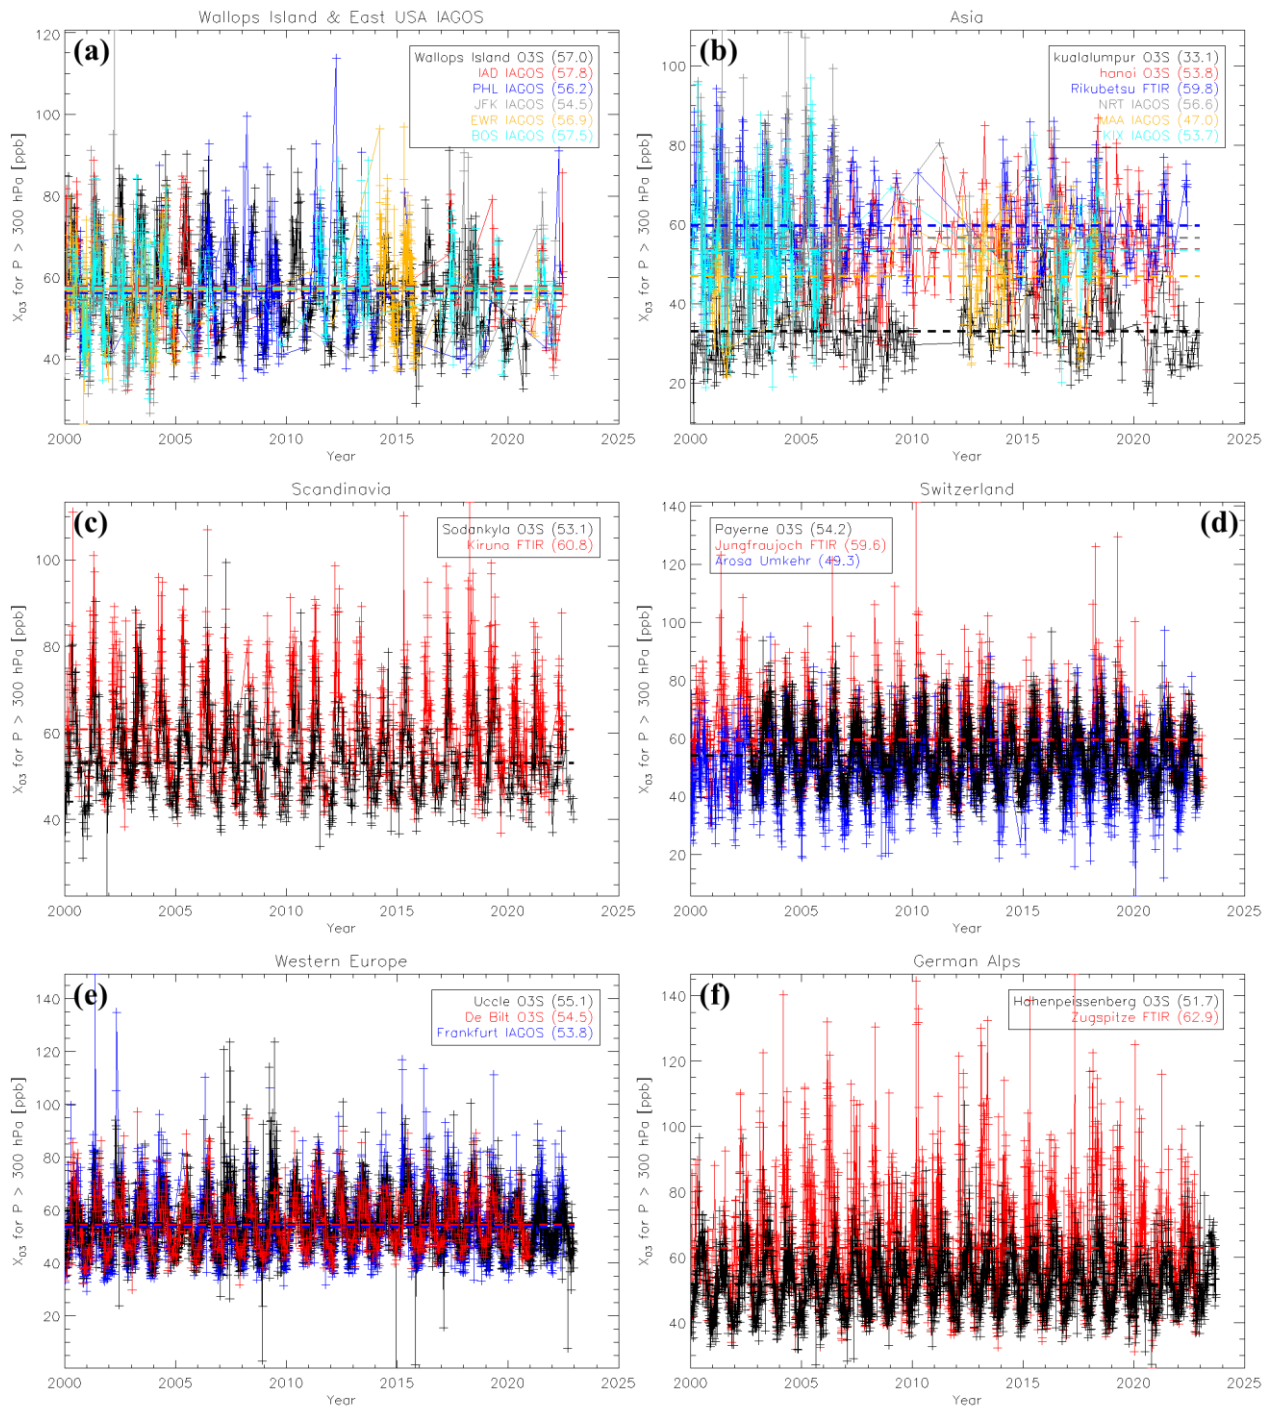 Wallops Island & East USA IAGOS
(a)
Wallops Island O3S (57.0)
IAD IAGOS (57.8)
PHL IAGOS (56.2)
JFK IAGOS (54.5)
EWR IAGOS (56.9)
BOS IAGOS (57.5)
X_O3 for P > 300 hPa [ppb]
120
100
80
60
40
2000 2005 2010 2015 2020 2025
Year
Asia
(b)
kualalumpur O3S (33.1)
hanoi O3S (53.8)
Rikubetsu FTIR (59.8)
NRT IAGOS (56.6)
MAA IAGOS (47.0)
KIX IAGOS (53.7)
X_O3 for P > 300 hPa [ppb]
100
80
60
40
20
2000 2005 2010 2015 2020 2025
Year
Scandinavia
(c)
Sodankyla O3S (53.1)
Kiruna FTIR (60.8)
X_O3 for P > 300 hPa [ppb]
100
80
60
40
2000 2005 2010 2015 2020 2025
Year
Switzerland
(d)
Payerne O3S (54.2)
Jungfraujoch FTIR (59.6)
Arosa Umkehr (49.3)
X_O3 for P > 300 hPa [ppb]
140
120
100
80
60
40
20
2000 2005 2010 2015 2020 2025
Year
Western Europe
(e)
Uccle O3S (55.1)
De Bilt O3S (54.5)
Frankfurt IAGOS (53.8)
X_O3 for P > 300 hPa [ppb]
140
120
100
80
60
40
20
2000 2005 2010 2015 2020 2025
Year
German Alps
(f)
Hohenpeissenberg O3S (51.7)
Zugspitze FTIR (62.9)
X_O3 for P > 300 hPa [ppb]
140
120
100
80
60
40
2000 2005 2010 2015 2020 2025
Year